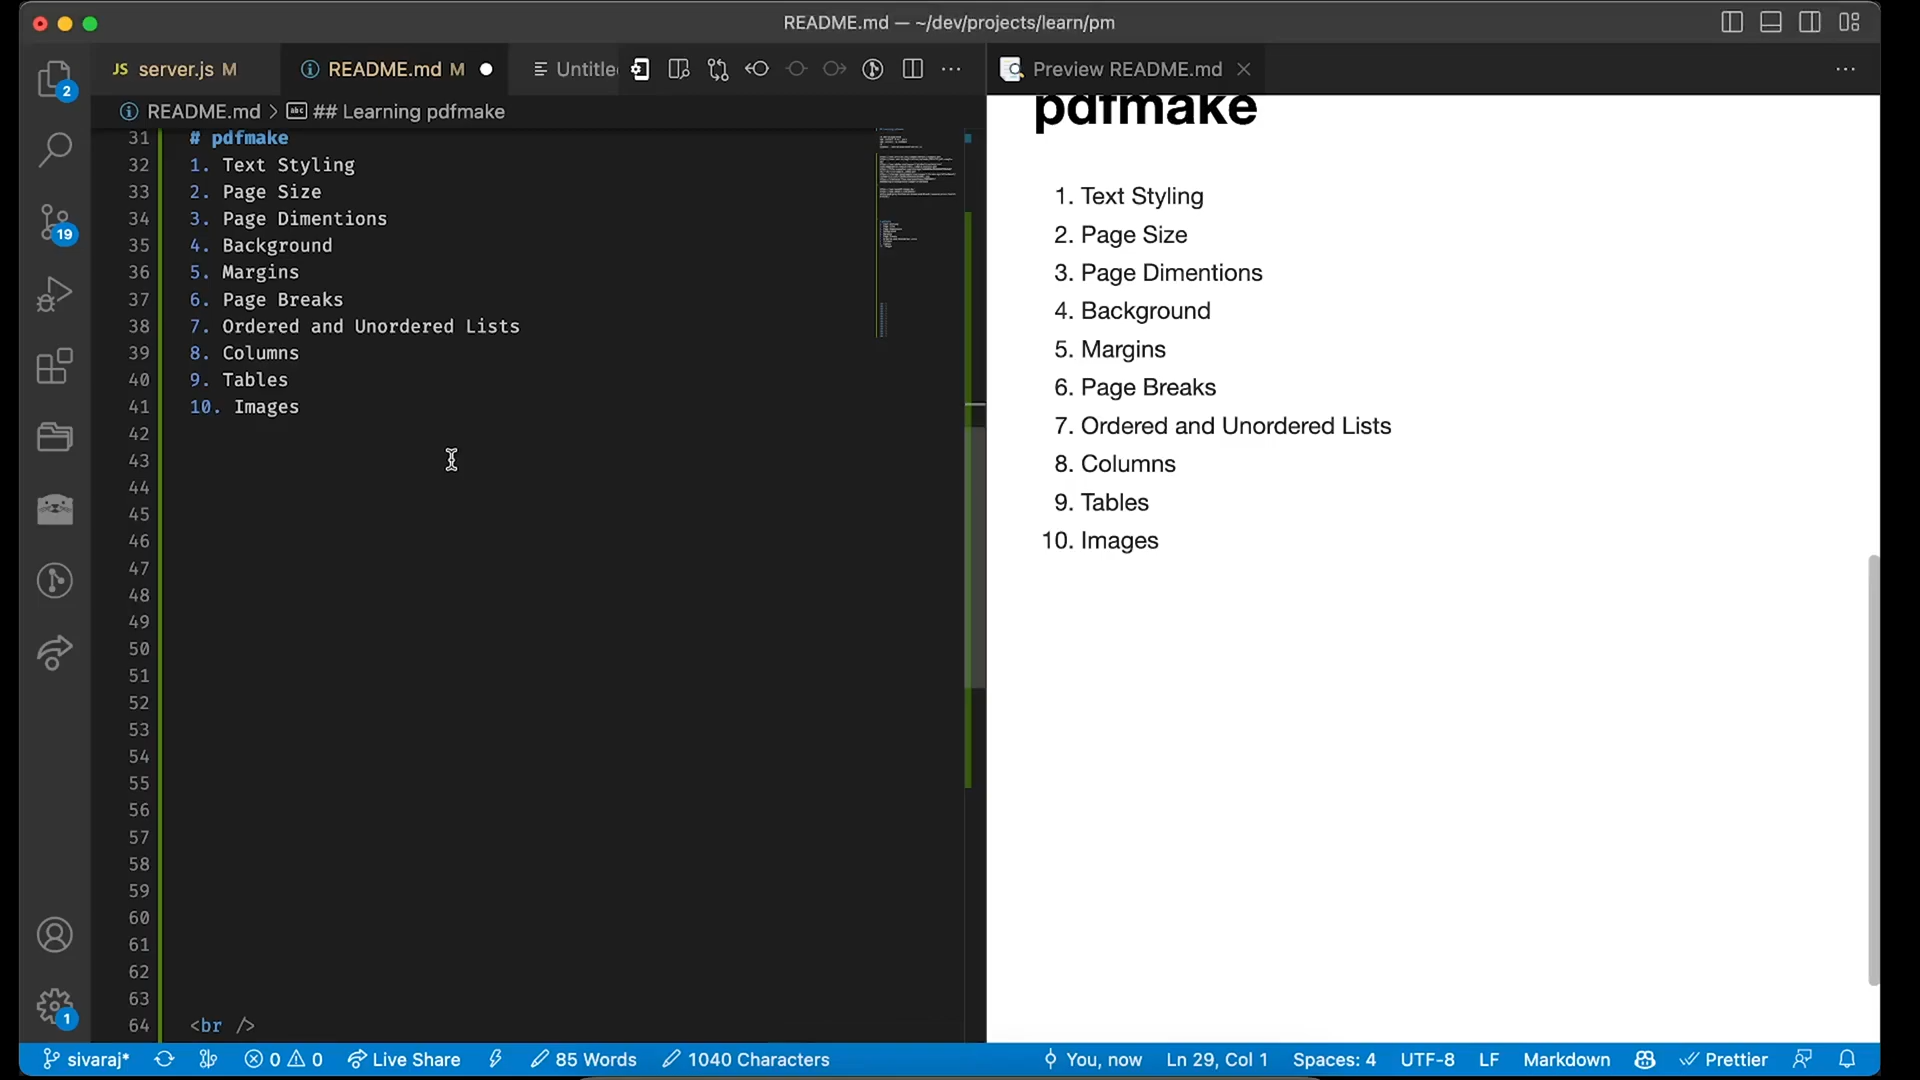 README.md — ~/dev/projects/learn/pm
JS server.js M
README.md M
Untitle
Preview README.md
README.md > ## Learning pdfmake
2
19
1
31 # pdfmake
32 1. Text Styling
33 2. Page Size
34 3. Page Dimentions
35 4. Background
36 5. Margins
37 6. Page Breaks
38 7. Ordered and Unordered Lists
39 8. Columns
40 9. Tables
41 10. Images
42
43
44
45
46
47
48
49
50
51
52
53
54
55
56
57
58
59
60
61
62
63
64 <br />
pdfmake
1. Text Styling
2. Page Size
3. Page Dimentions
4. Background
5. Margins
6. Page Breaks
7. Ordered and Unordered Lists
8. Columns
9. Tables
10. Images
sivaraj* 0 0 Live Share 85 Words 1040 Characters You, now Ln 29, Col 1 Spaces: 4 UTF-8 LF Markdown Prettier